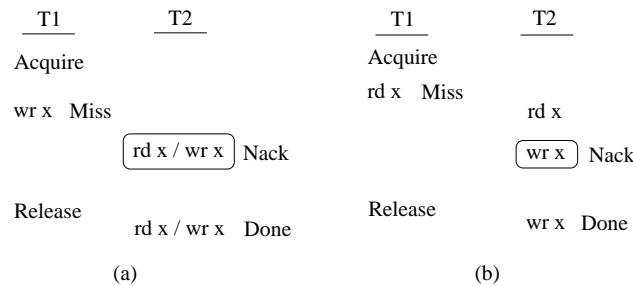 T1 T2
Acquire
wr x Miss
rd x / wr x Nack
Release
rd x / wr x Done
(a)
T1 T2
Acquire
rd x Miss
rd x
wr x Nack
Release
wr x Done
(b)